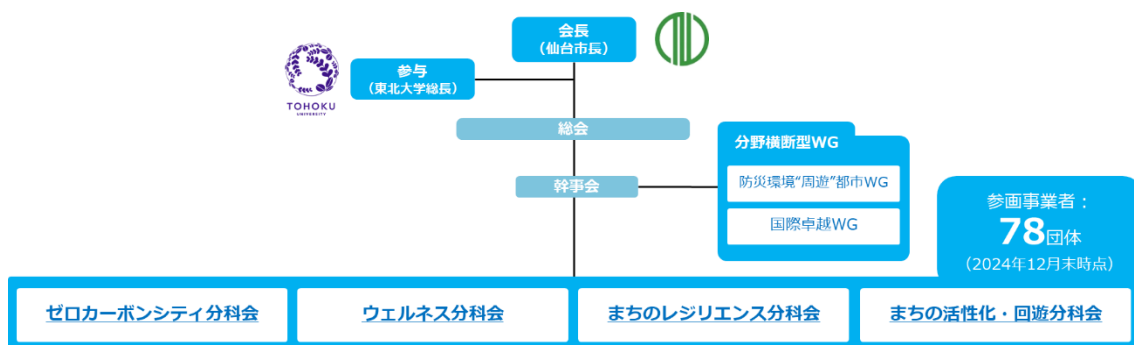 会長
（仙台市長）
参与
（東北大学総長）
TOHOKU
UNIVERSITY
総会
幹事会
分野横断型WG
防災環境“周遊”都市WG
国際卓越WG
参画事業者：
78団体
（2024年12月末時点）
ゼロカーボンシティ分科会
ウェルネス分科会
まちのレジリエンス分科会
まちの活性化・回遊分科会